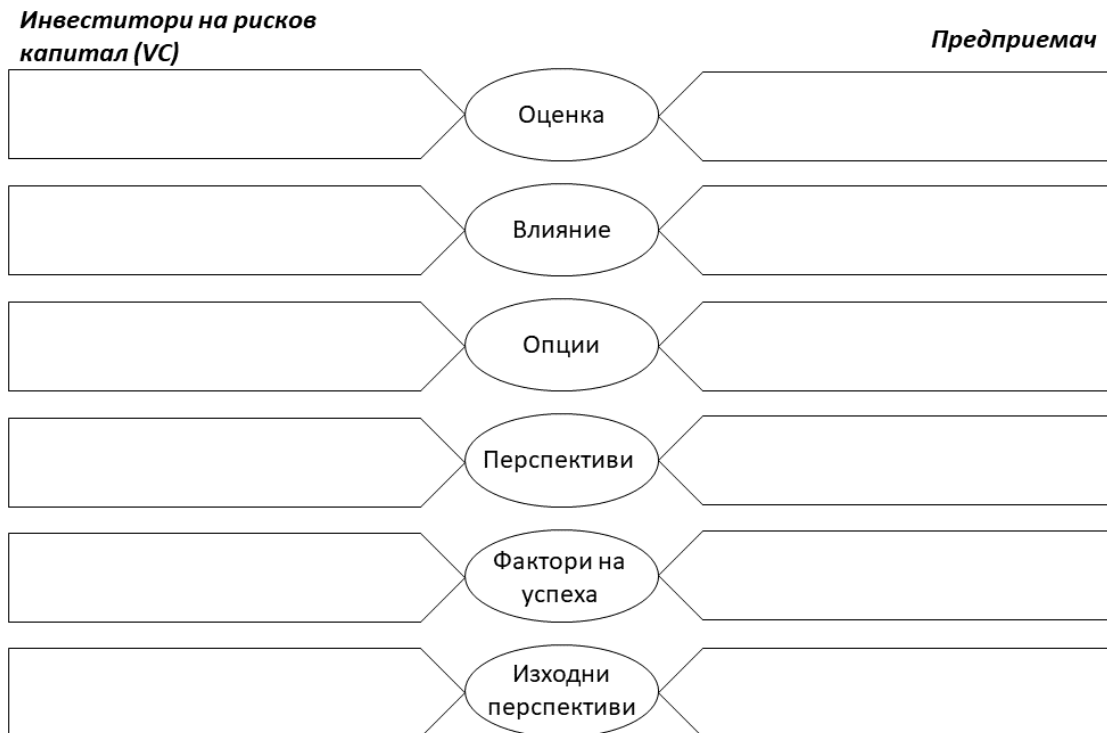 Инвеститори на рисков
капитал (VC)
Предприемач
Оценка
Влияние
Опции
Перспективи
Фактори на
успеха
Изходни
перспективи